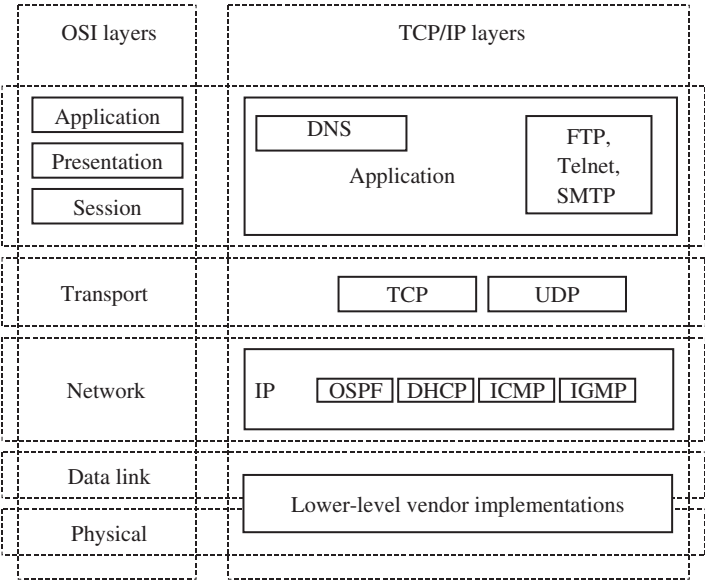 OSI layers
TCP/IP layers
Application
Presentation
Session
DNS
Application
FTP,
Telnet,
SMTP
Transport
TCP
UDP
Network
IP
OSPF
DHCP
ICMP
IGMP
Data link
Physical
Lower-level vendor implementations